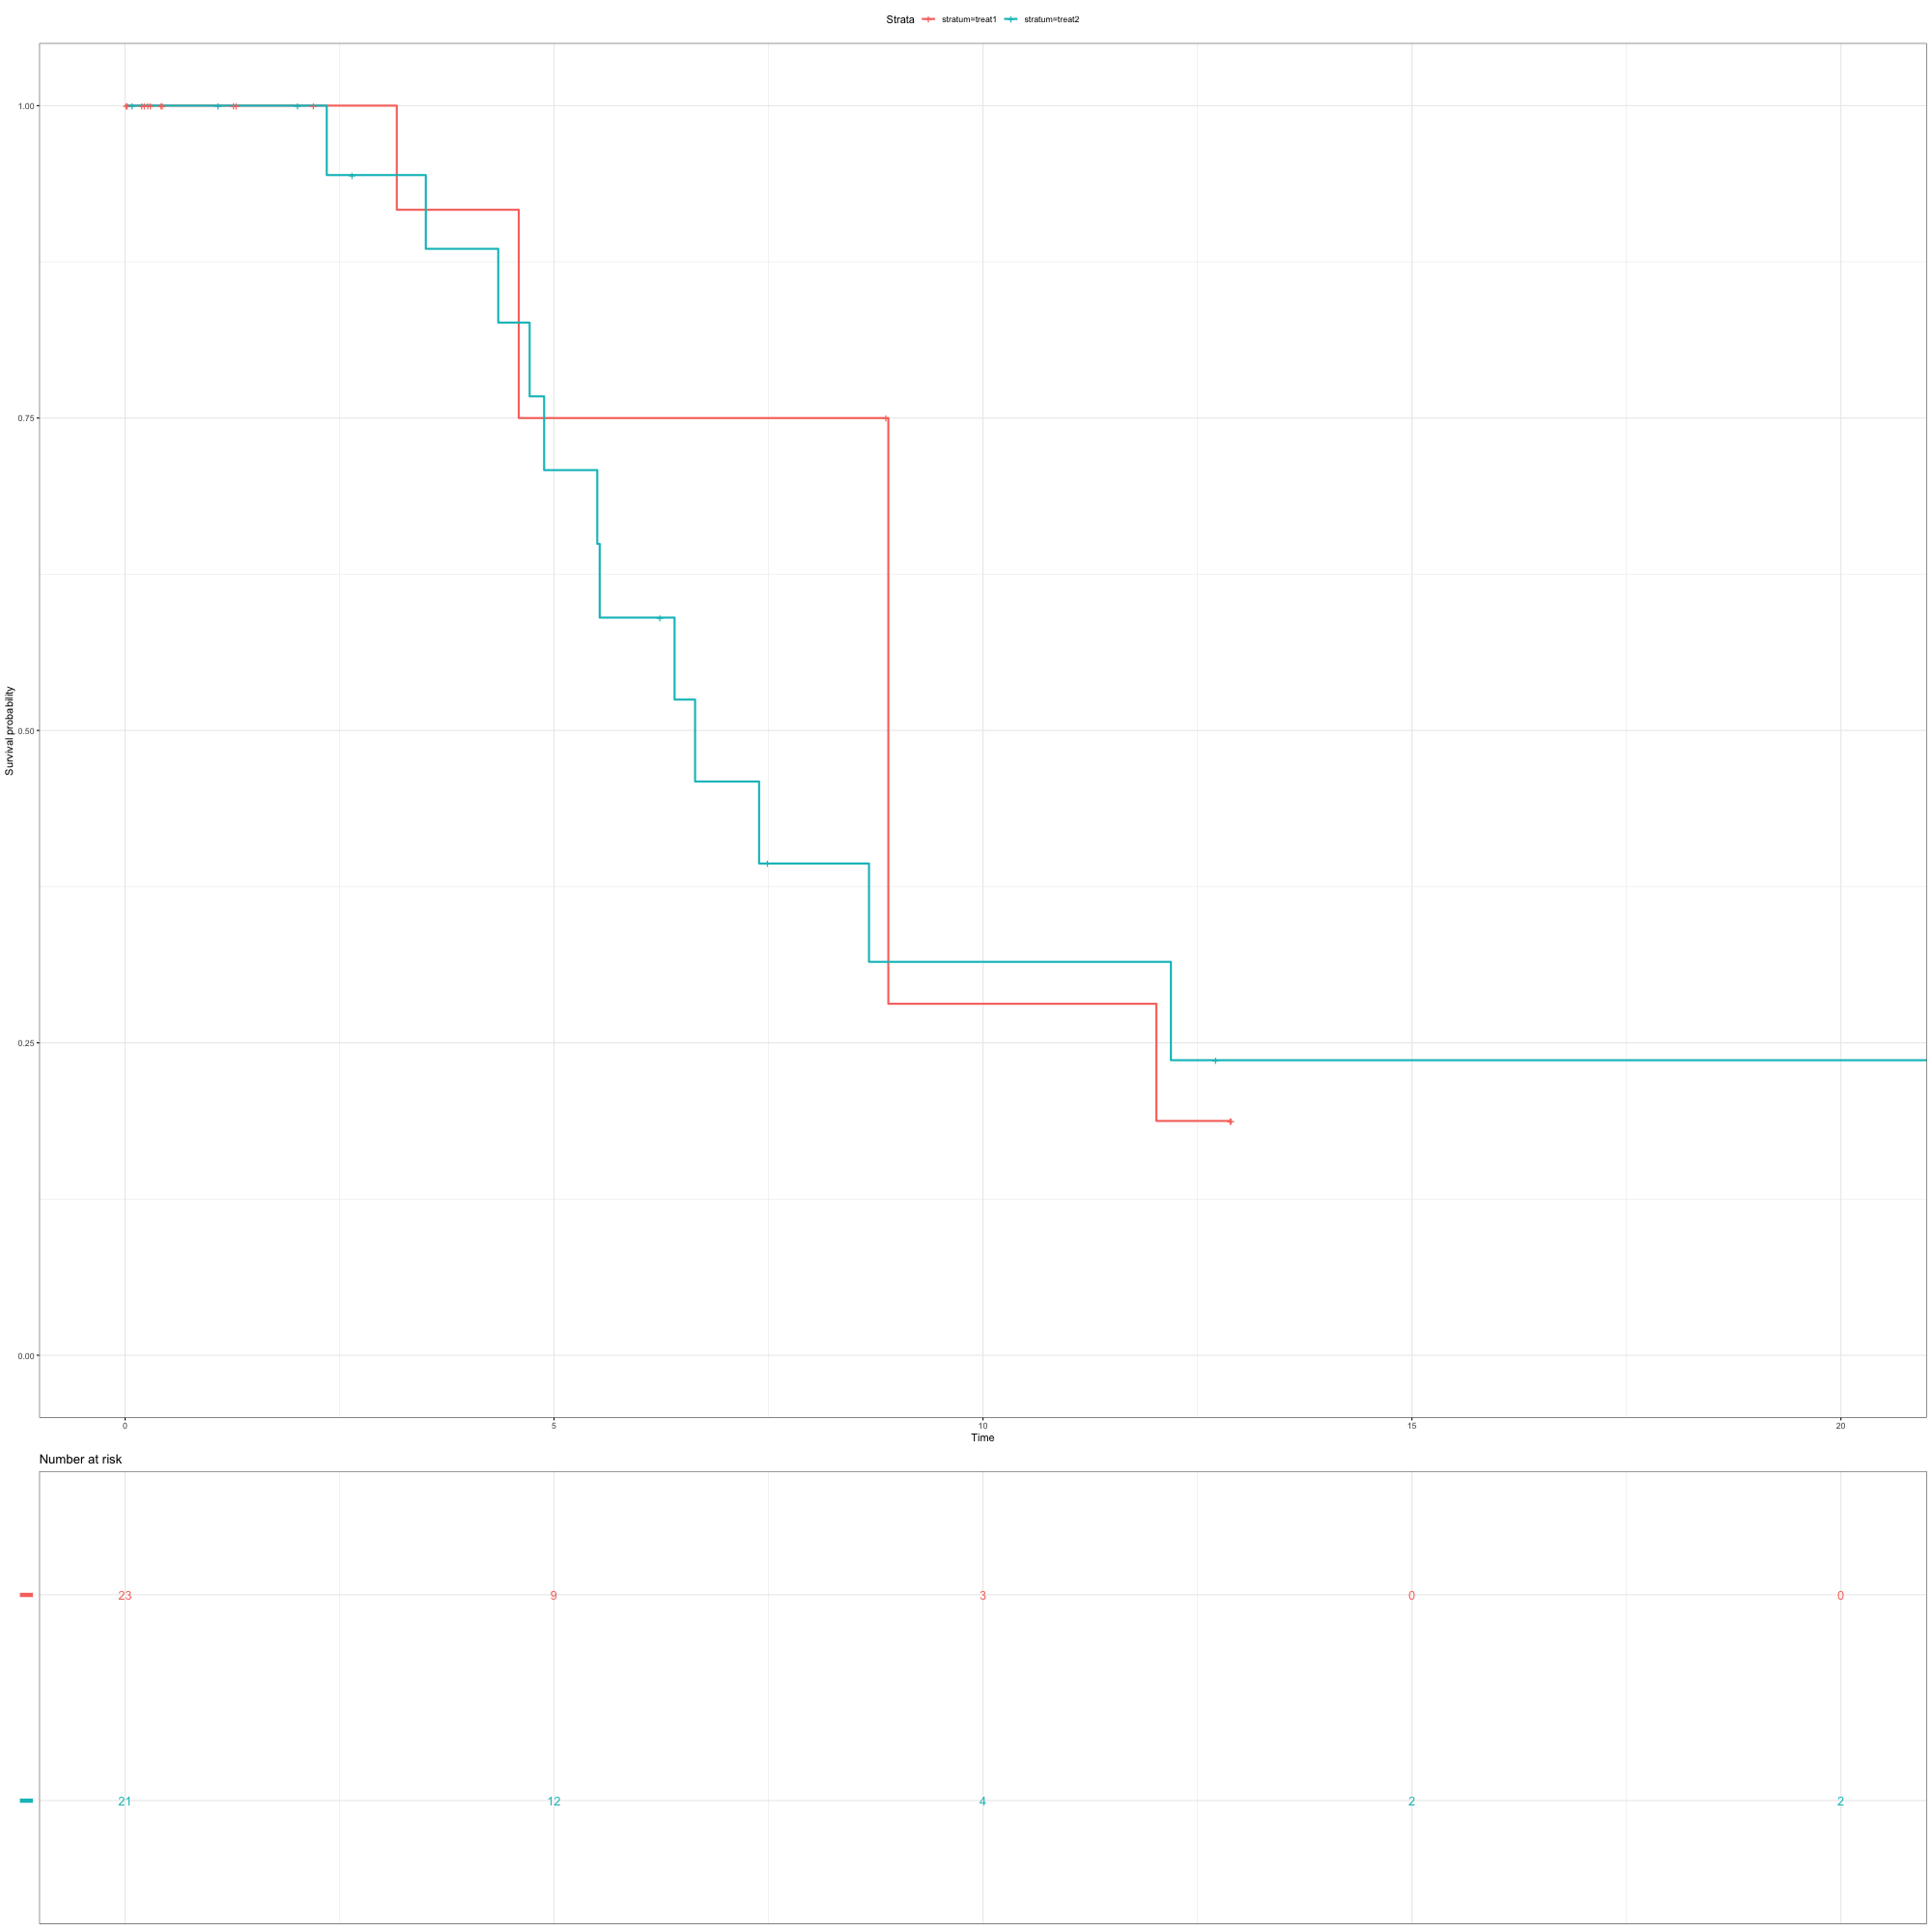 Strata stratum=treat1 stratum=treat2
1.00
0.75
0.50
0.25
0.00
Survival probability
0 5 10 15 20
Time
Number at risk
23 9 3 0 0
21 12 4 2 2